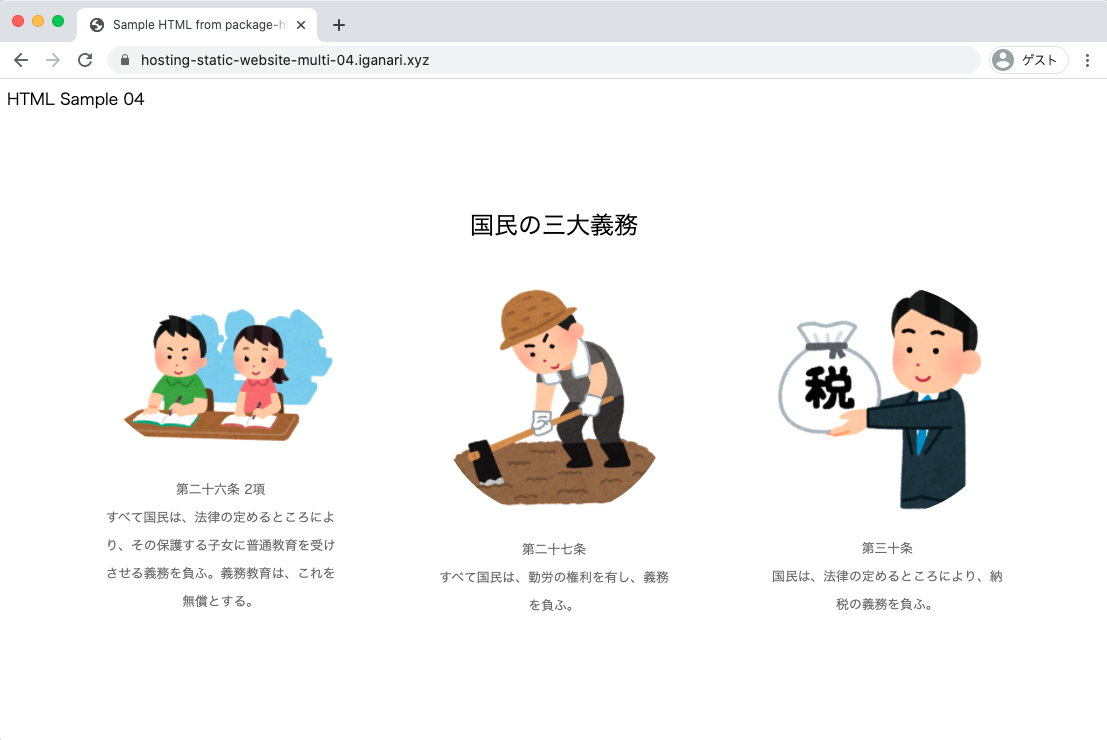 Sample HTML from package-h
hosting-static-website-multi-04.iganari.xyz
ゲスト
HTML Sample 04
国民の三大義務
税
第二十六条 2項
すべて国民は、法律の定めるところによ
り、その保護する子女に普通教育を受け
させる義務を負ふ。義務教育は、これを
無償とする。
第二十七条
すべて国民は、勤労の権利を有し、義務
を負ふ。
第三十条
国民は、法律の定めるところにより、納
税の義務を負ふ。